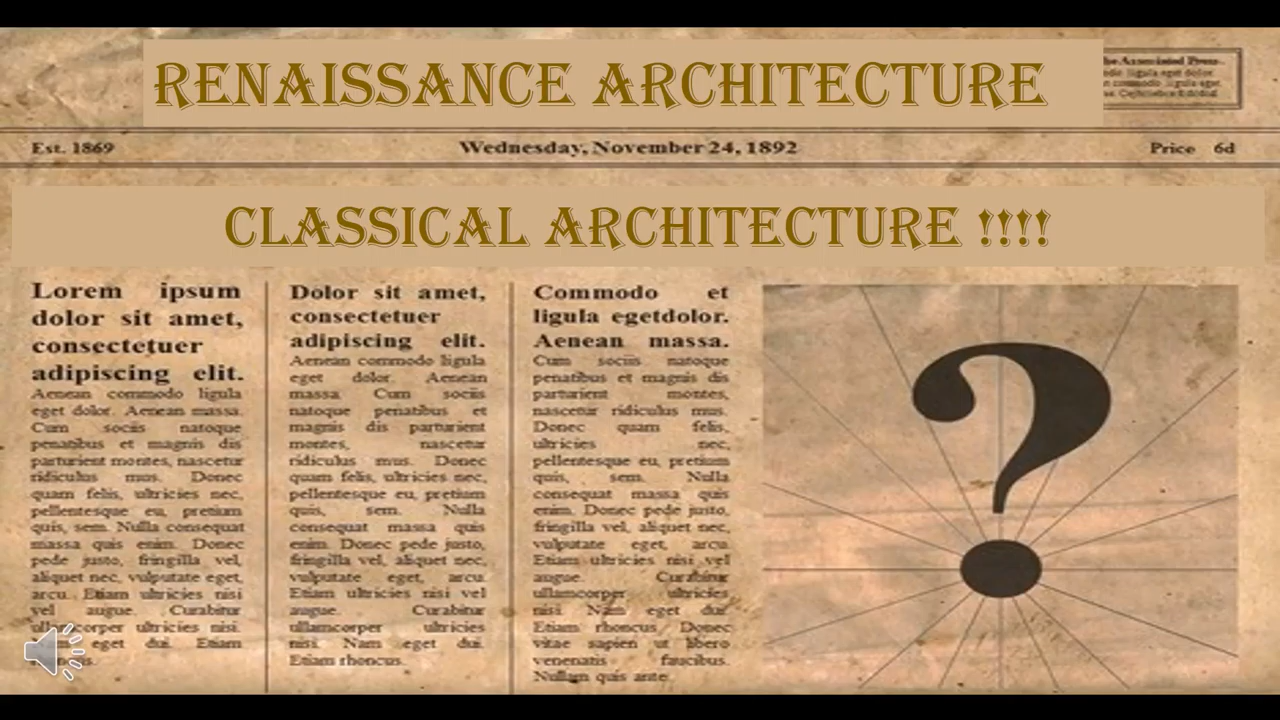 RENAISSANCE ARCHITECTURE
he Associated Press.
Est. 1869
Wednesday, November 24, 1892
Price 6d
CLASSICAL ARCHITECTURE !!!!
Lorem ipsum
dolor sit amet,
consectetuer
adipiscing elit.
Aenean commodo ligula
eget dolor. Aenean massa.
Cum sociis natoque
penatibus et magnis dis
parturient montes, nascetur
ridiculus mus. Donec
quam felis, ultricies nec,
pellentesque eu, pretium
quis, sem. Nulla consequat
massa quis enim. Donec
pede justo, fringilla vel,
aliquet nec, vulputate eget,
arcu. Etiam ultricies nisi
vel augue. Curabitur
ullamcorper ultricies nisi.
eget dui. Etiam
Dolor sit amet,
consectetuer
adipiscing elit.
Aenean commodo ligula
eget dolor. Aenean
massa. Cum sociis
natoque penatibus et
magnis dis parturient
montes, nascetur
ridiculus mus. Donec
quam felis, ultricies nec,
pellentesque eu, pretium
quis, sem. Nulla
consequat massa quis
enim. Donec pede justo,
fringilla vel, aliquet nec,
vulputate eget, arcu.
Etiam ultricies nisi vel
augue. Curabitur
ullamcorper ultricies
nisi. Nam eget dui.
Etiam rhoncus.
Commodo et
ligula egetdolor.
Aenean massa.
Cum sociis natoque
penatibus et magnis dis
parturient montes,
nascetur ridiculus mus.
Donec quam felis,
ultricies nec,
pellentesque eu, pretium
quis, sem. Nulla
consequat massa quis
enim. Donec pede justo,
fringilla vel, aliquet nec,
vulputate eget, arcu.
Etiam ultricies nisi vel
augue. Curabitur
ullamcorper ultricies
nisi. Nam eget dui.
Etiam rhoncus. Donec
vitae sapien ut libero
venenatis faucibus.
Nullam quis ante.
?